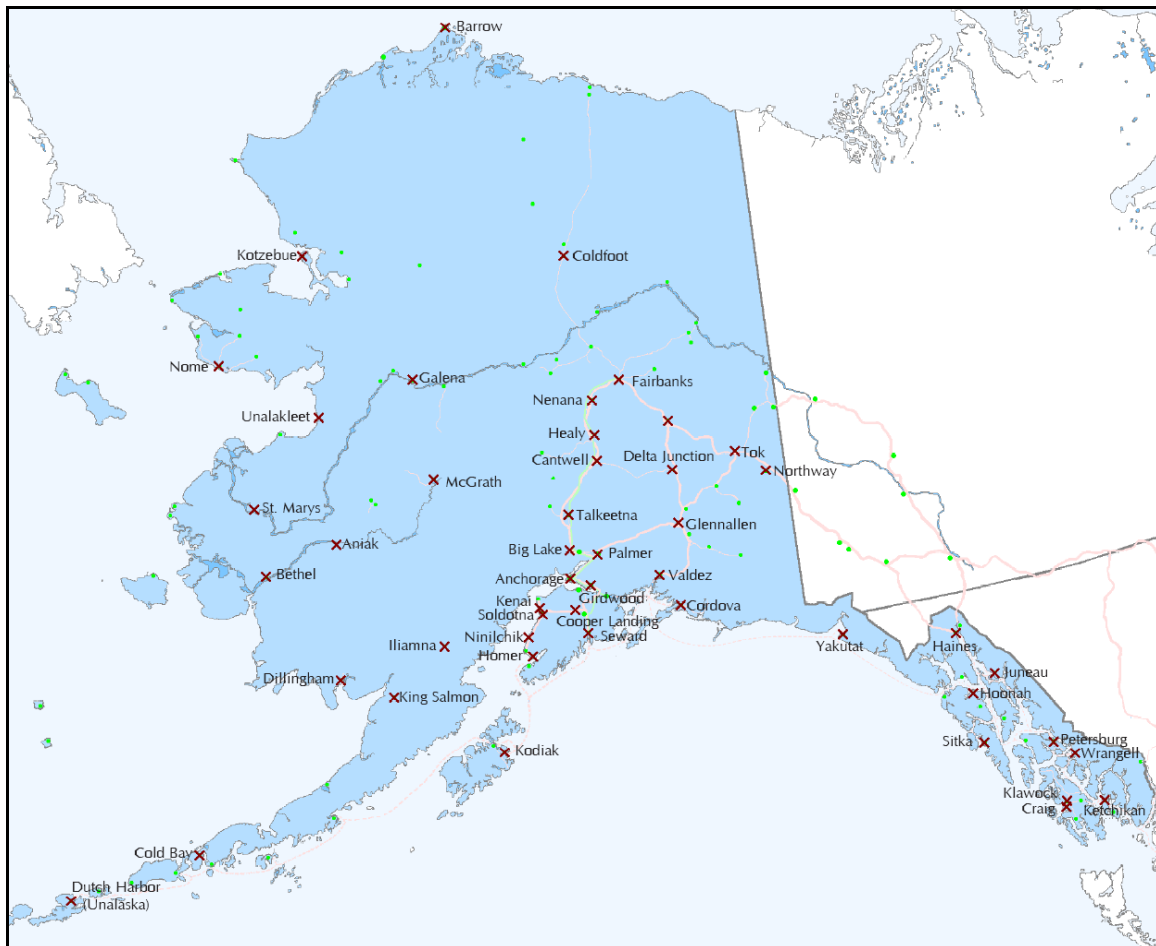 Barrow
Kotzebue
Coldfoot
Nome
Galena
Fairbanks
Nenana
Unalakleet
Healy
Cantwell
Delta Junction
Tok
Northway
McGrath
St. Marys
Talkeetna
Glennallen
Aniak
Big Lake
Palmer
Bethel
Anchorage
Valdez
Girdwood
Kenai
Soldotna
Cordova
Cooper Landing
Ninilchik
Seward
Iliamna
Homer
Yakutat
Haines
Dillingham
Juneau
King Salmon
Hoonah
Sitka
Petersburg
Kodiak
Wrangell
Klawock
Craig
Ketchikan
Cold Bay
Dutch Harbor
(Unalaska)